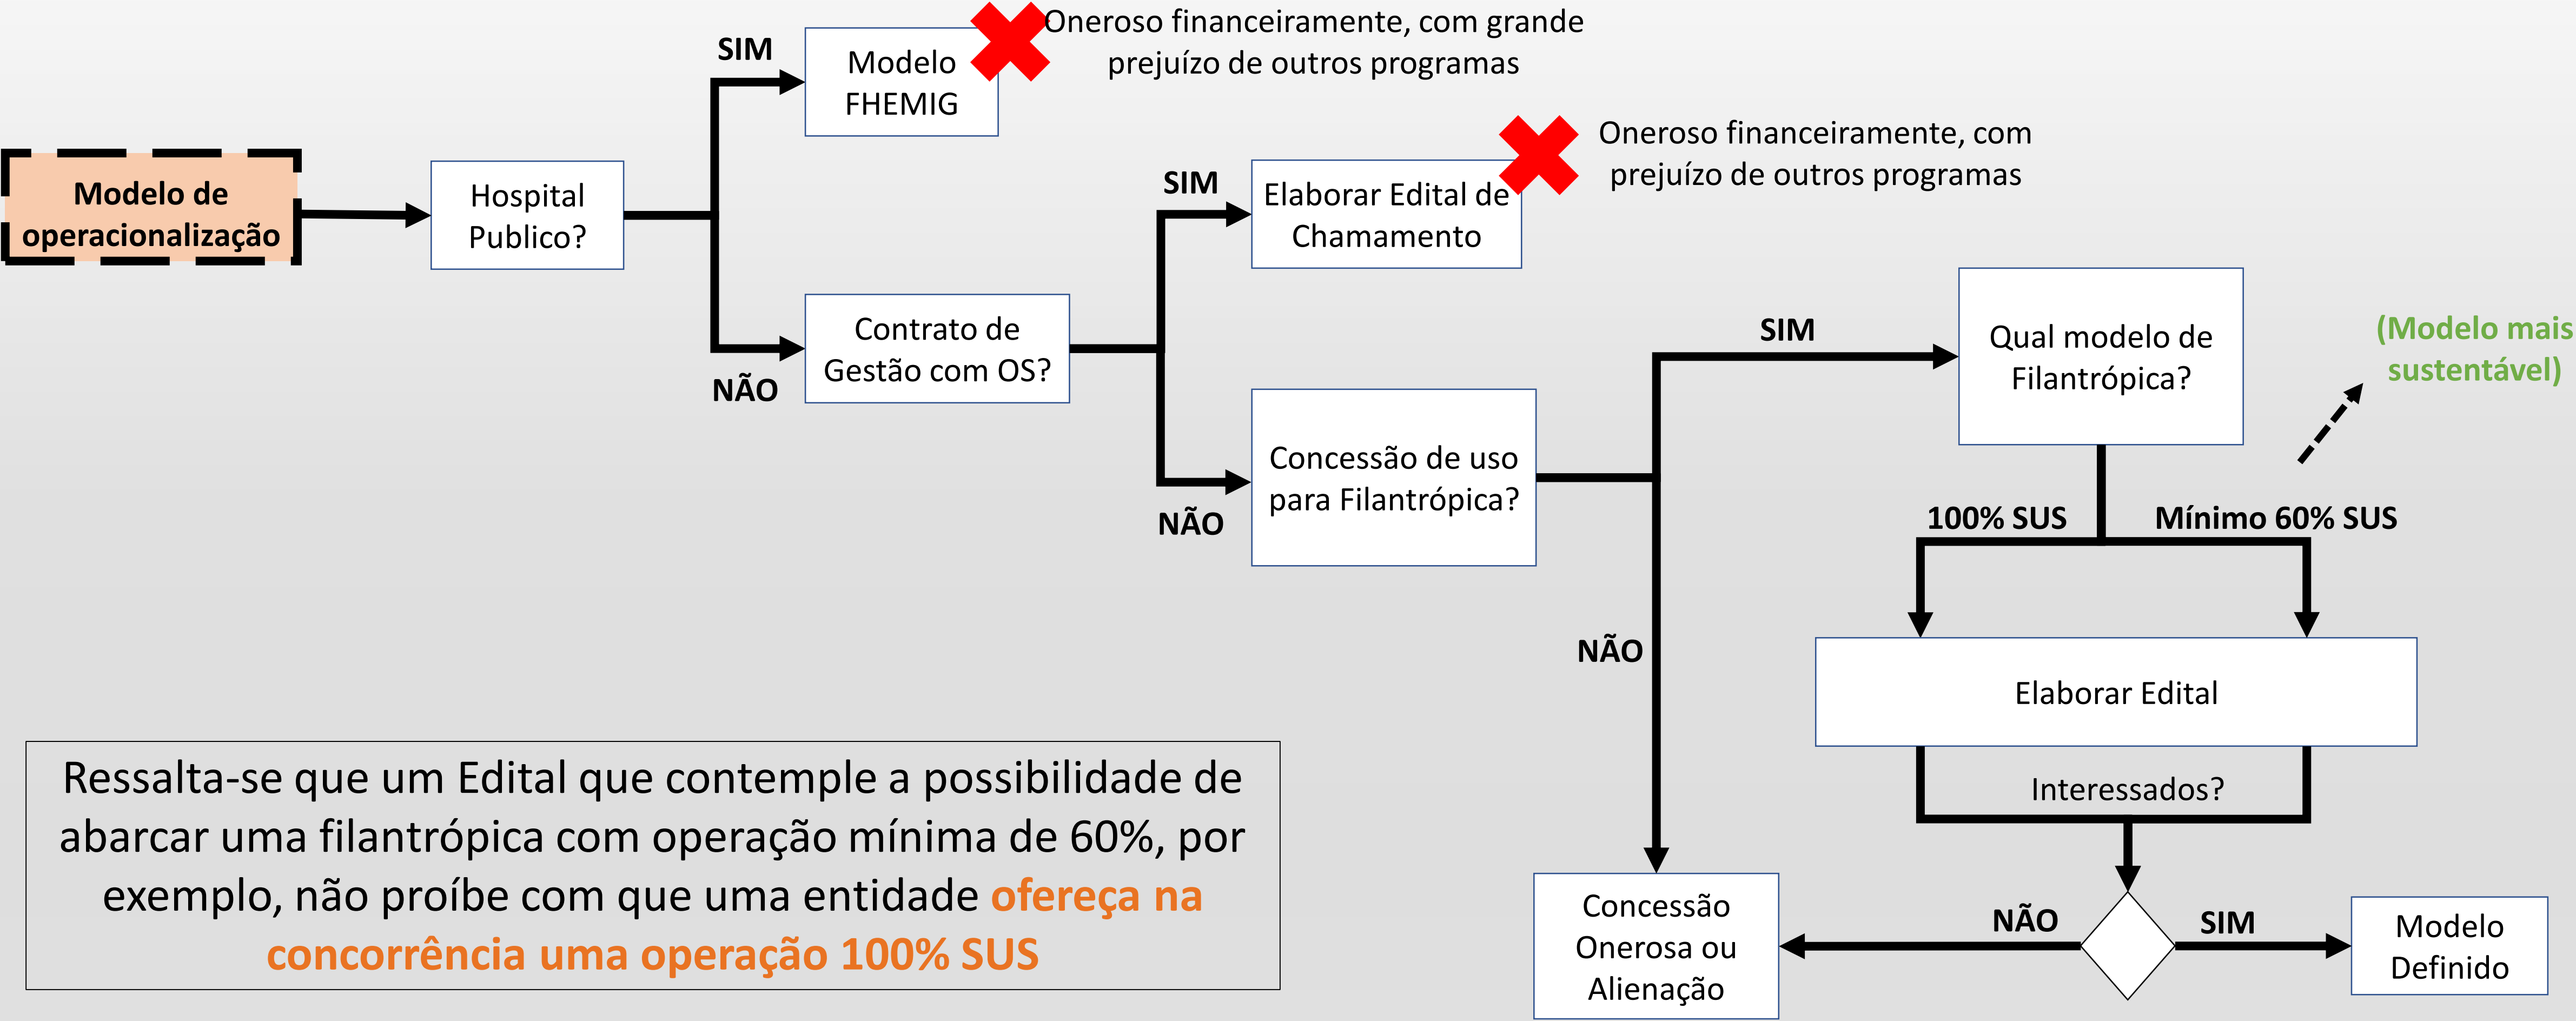 Oneroso financeiramente, com grande
prejuízo de outros programas
SIM
Modelo
FHEMIG
Oneroso financeiramente, com
prejuízo de outros programas
Modelo de
operacionalização
Hospital
Publico?
SIM
Elaborar Edital de
Chamamento
NÃO
Contrato de
Gestão com OS?
NÃO
Concessão de uso
para Filantrópica?
SIM
Qual modelo de
Filantrópica?
(Modelo mais
sustentável)
100% SUS
Mínimo 60% SUS
NÃO
Elaborar Edital
Interessados?
NÃO
SIM
Concessão
Onerosa ou
Alienação
Modelo
Definido
Ressalta-se que um Edital que contemple a possibilidade de
abarcar uma filantrópica com operação mínima de 60%, por
exemplo, não proíbe com que uma entidade ofereça na
concorrência uma operação 100% SUS